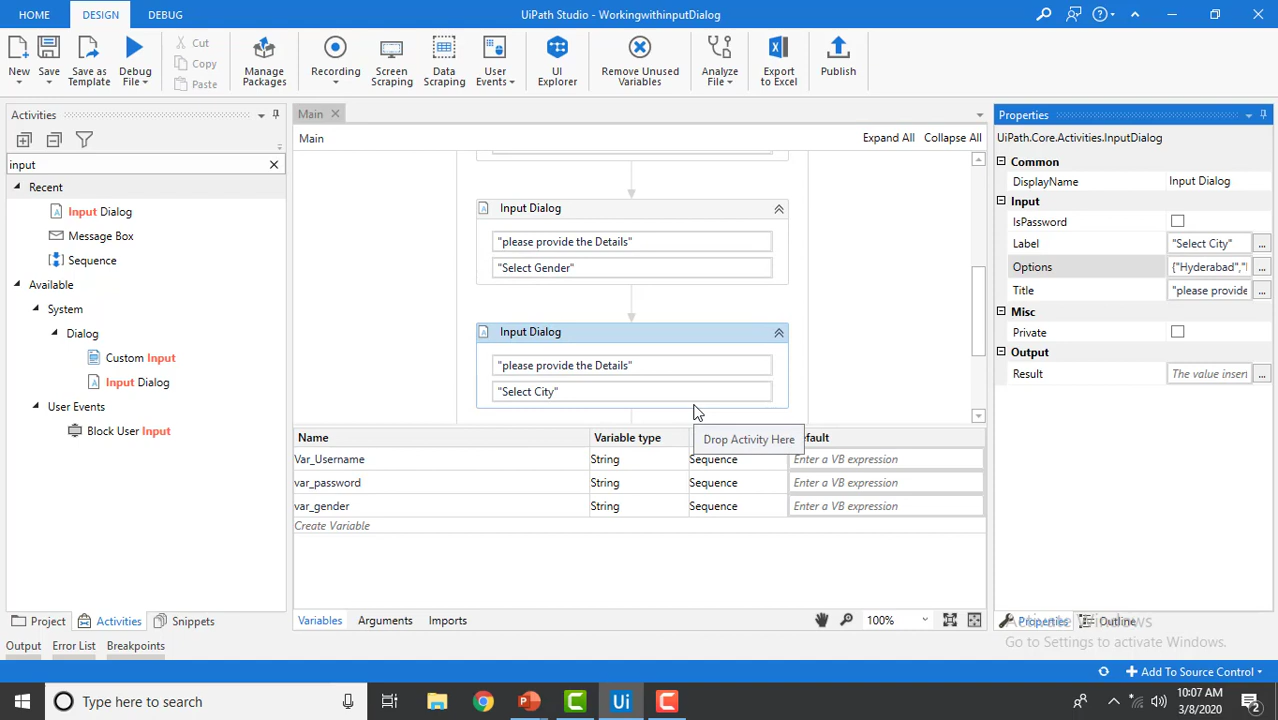 HOME DESIGN DEBUG UiPath Studio - WorkingwithinputDialog
New Save Save as Template Debug File Cut Copy Paste Manage Packages Recording Screen Scraping Data Scraping User Events UI Explorer Remove Unused Variables Analyze File Export to Excel Publish
Activities
input
Recent
Input Dialog
Message Box
Sequence
Available
System
Dialog
Custom Input
Input Dialog
User Events
Block User Input
Project Activities Snippets
Main
Main Expand All Collapse All
Input Dialog
"please provide the Details"
"Select Gender"
Input Dialog
"please provide the Details"
"Select City"
Drop Activity Here
Name Variable type
Var_Username String Sequence Enter a VB expression
var_password String Sequence Enter a VB expression
var_gender String Sequence Enter a VB expression
Create Variable
Variables Arguments Imports 100%
Properties
UiPath.Core.Activities.InputDialog
Common
DisplayName Input Dialog
Input
IsPassword
Label "Select City" ...
Options {"Hyderabad"," ...
Title "please provide ...
Misc
Private
Output
Result The value insert ...
Properties Outline
Activate Windows
Go to Settings to activate Windows.
Output Error List Breakpoints
Add To Source Control
Type here to search
Ui
10:07 AM
3/8/2020
2